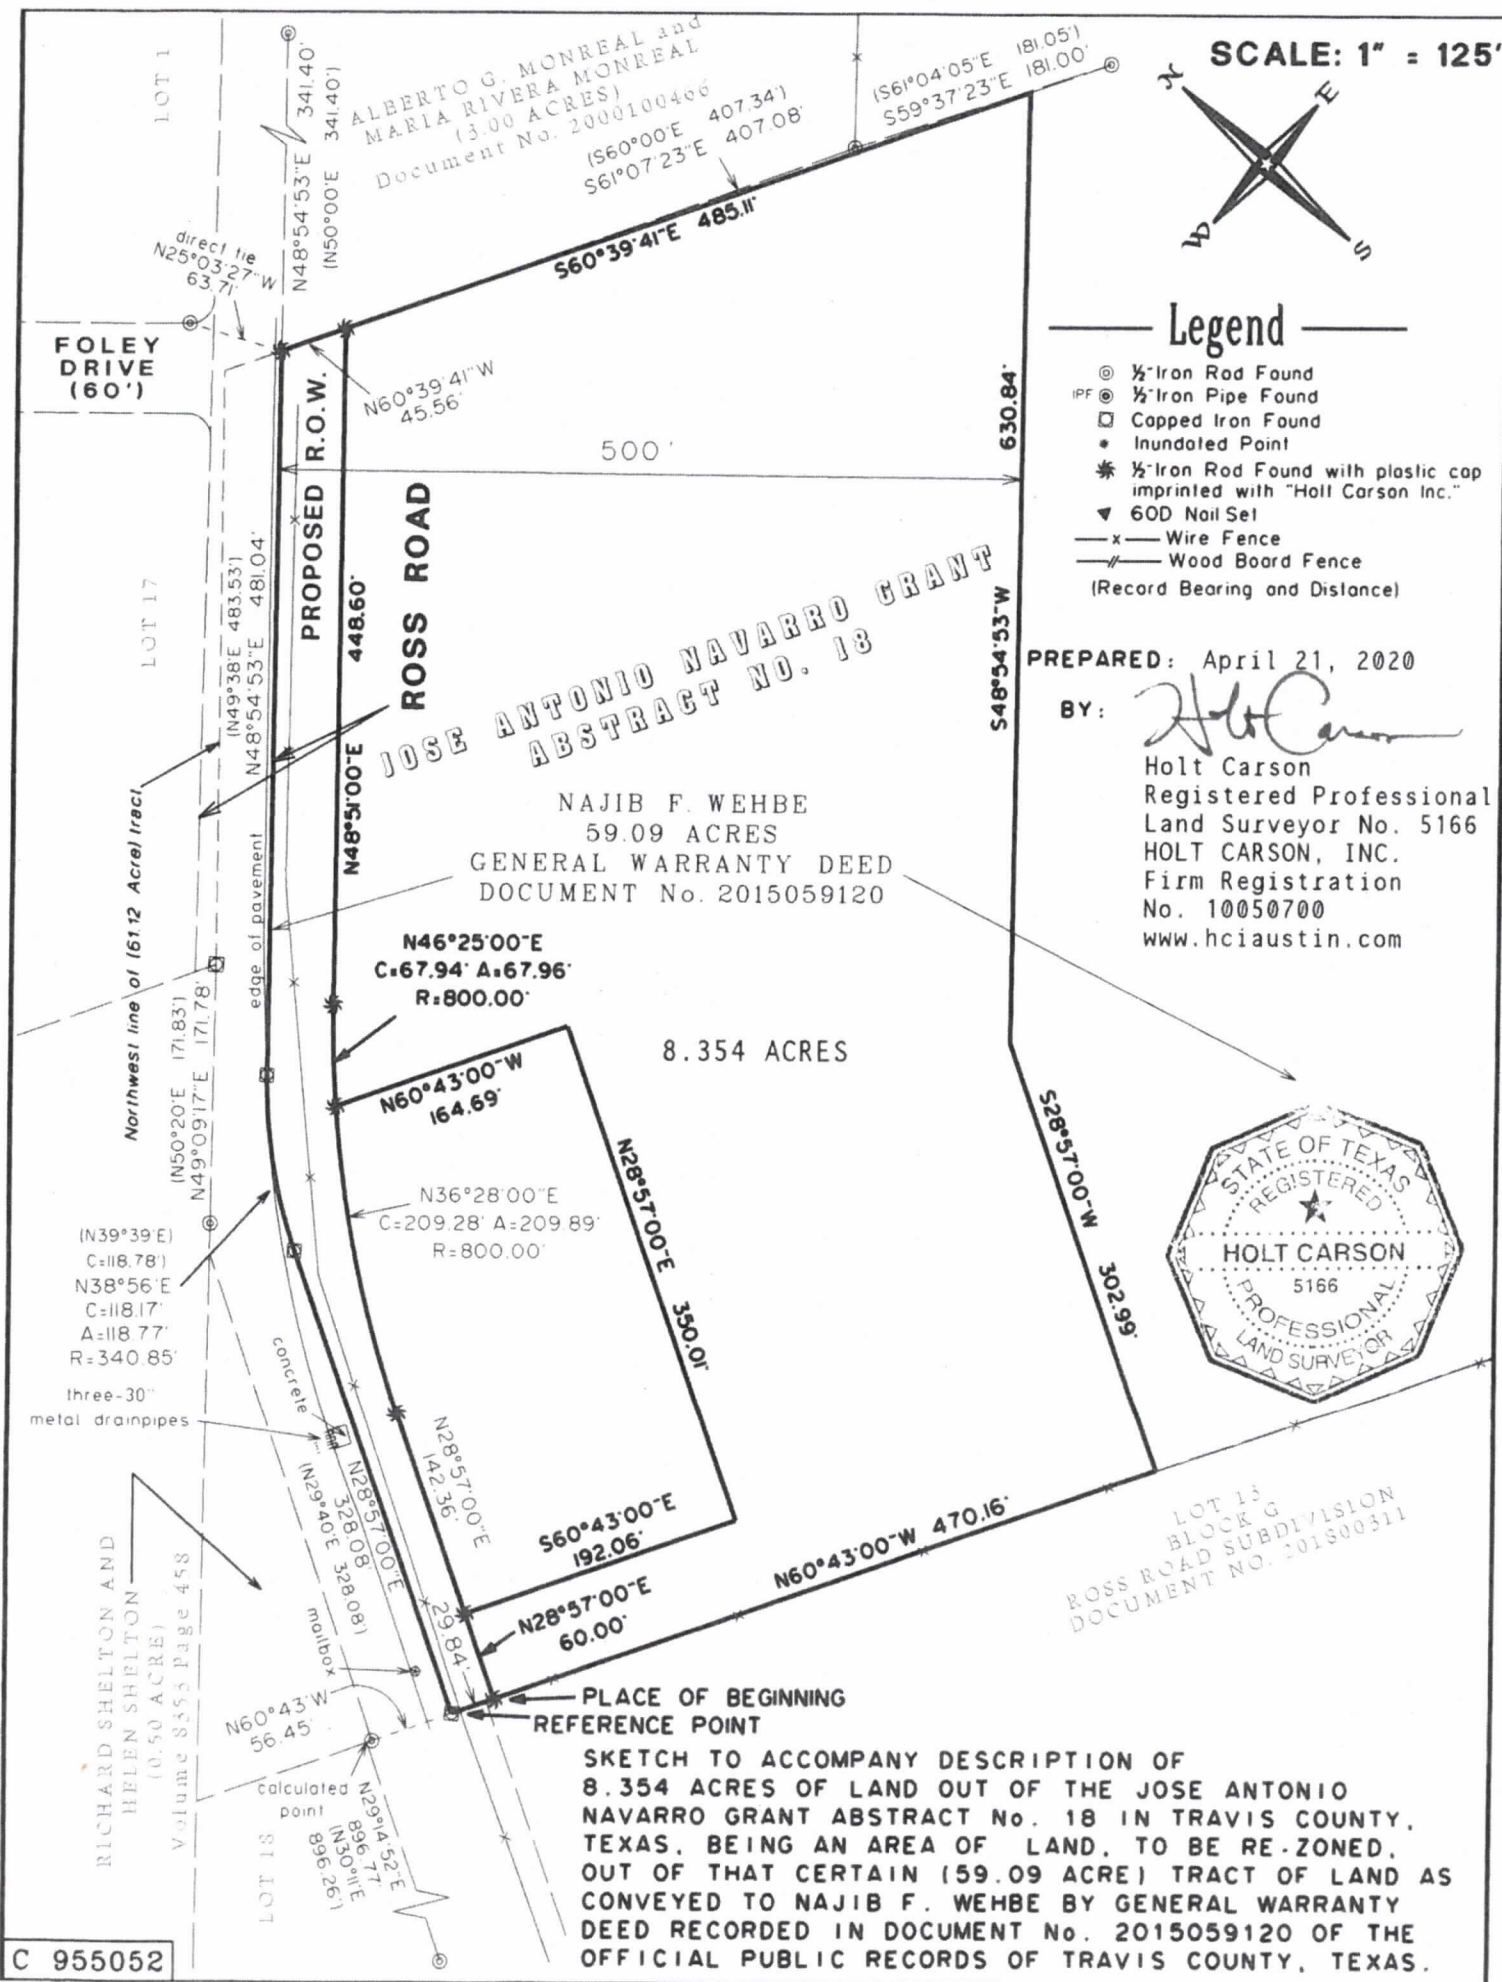 SCALE: 1" = 125'
N
E
W
S
LOT 1
N48°54'53"E 341.40'
(N50°00'E 341.40')
ALBERTO G. MONREAL and
MARIA RIVERA MONREAL
(3.00 ACRES)
Document No. 2000100466
(S60°00'E 407.34')
S61°07'23"E 407.08'
(S61°04'05"E 181.05')
S59°37'23"E 181.00'
direct tie
N25°03'27"W
63.71'
S60°39'41"E 485.11'
FOLEY
DRIVE
(60')
N60°39'41"W
45.56'
Legend
½" Iron Rod Found
IPF ½" Iron Pipe Found
Capped Iron Found
Inundated Point
½" Iron Rod Found with plastic cap
imprinted with "Holt Carson Inc."
60D Nail Set
x Wire Fence
// Wood Board Fence
(Record Bearing and Distance)
500'
630.84'
S48°54'53"W
PROPOSED R.O.W.
ROSS ROAD
LOT 17
(N49°38'E 483.53')
N48°54'53"E 481.04'
448.60'
N48°51'00"E
JOSE ANTONIO NAVARRO GRANT
ABSTRACT NO. 18
PREPARED: April 21, 2020
BY: Holt Carson
Holt Carson
Registered Professional
Land Surveyor No. 5166
HOLT CARSON, INC.
Firm Registration
No. 10050700
www.hciaustin.com
NAJIB F. WEHBE
59.09 ACRES
GENERAL WARRANTY DEED
DOCUMENT No. 2015059120
Northwest line of (61.12 Acre) tract
edge of pavement
N46°25'00"E
C=67.94' A=67.96'
R=800.00'
8.354 ACRES
N60°43'00"W
164.69'
(N50°20'E 171.83')
N49°09'17"E 171.78'
N36°28'00"E
C=209.28' A=209.89'
R=800.00'
N28°57'00"E 350.01'
S28°57'00"W 302.99'
STATE OF TEXAS
REGISTERED
HOLT CARSON
5166
PROFESSIONAL
LAND SURVEYOR
(N39°39'E)
C=118.78')
N38°56'E
C=118.17'
A=118.77'
R=340.85'
three-30"
metal drainpipes
concrete
N28°57'00"E
328.08'
(N29°40'E 328.08')
N28°57'00"E
142.36'
S60°43'00"E
192.06'
N28°57'00"E
60.00'
N60°43'00"W 470.16'
LOT 13
BLOCK G
ROSS ROAD SUBDIVISION
DOCUMENT NO. 201800311
RICHARD SHELTON AND
HELEN SHELTON
(0.50 ACRE)
Volume 8353 Page 458
mailbox
29.84'
N60°43'W
56.45'
PLACE OF BEGINNING
REFERENCE POINT
calculated
point
N29°14'52"E
896.77'
(N30°11'E
896.26')
LOT 18
SKETCH TO ACCOMPANY DESCRIPTION OF
8.354 ACRES OF LAND OUT OF THE JOSE ANTONIO
NAVARRO GRANT ABSTRACT No. 18 IN TRAVIS COUNTY,
TEXAS, BEING AN AREA OF LAND, TO BE RE-ZONED,
OUT OF THAT CERTAIN (59.09 ACRE) TRACT OF LAND AS
CONVEYED TO NAJIB F. WEHBE BY GENERAL WARRANTY
DEED RECORDED IN DOCUMENT No. 2015059120 OF THE
OFFICIAL PUBLIC RECORDS OF TRAVIS COUNTY, TEXAS.
C 955052